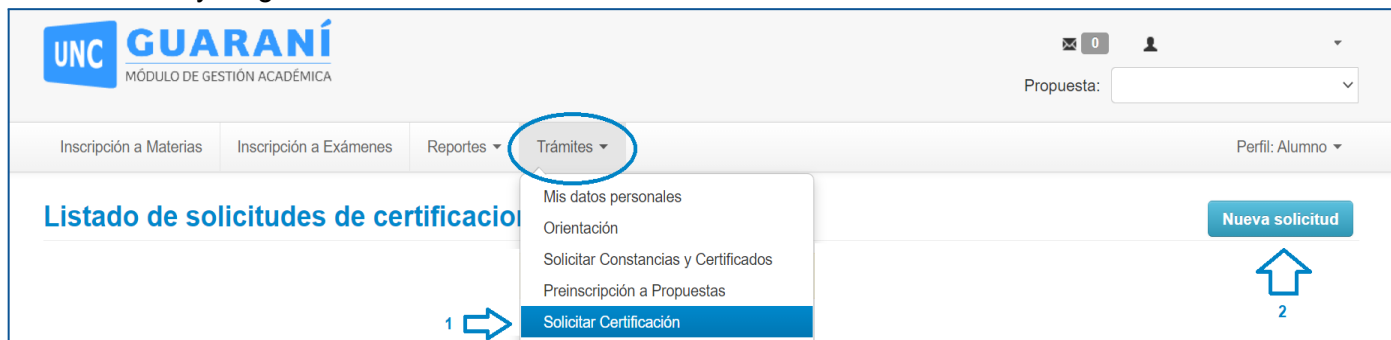 UNC GUARANÍ
MÓDULO DE GESTIÓN ACADÉMICA
0
Propuesta:
Inscripción a Materias Inscripción a Exámenes Reportes Trámites Perfil: Alumno
Mis datos personales
Listado de solicitudes de certificacio Nueva solicitud
Orientación
Solicitar Constancias y Certificados
Preinscripción a Propuestas
1 Solicitar Certificación
2